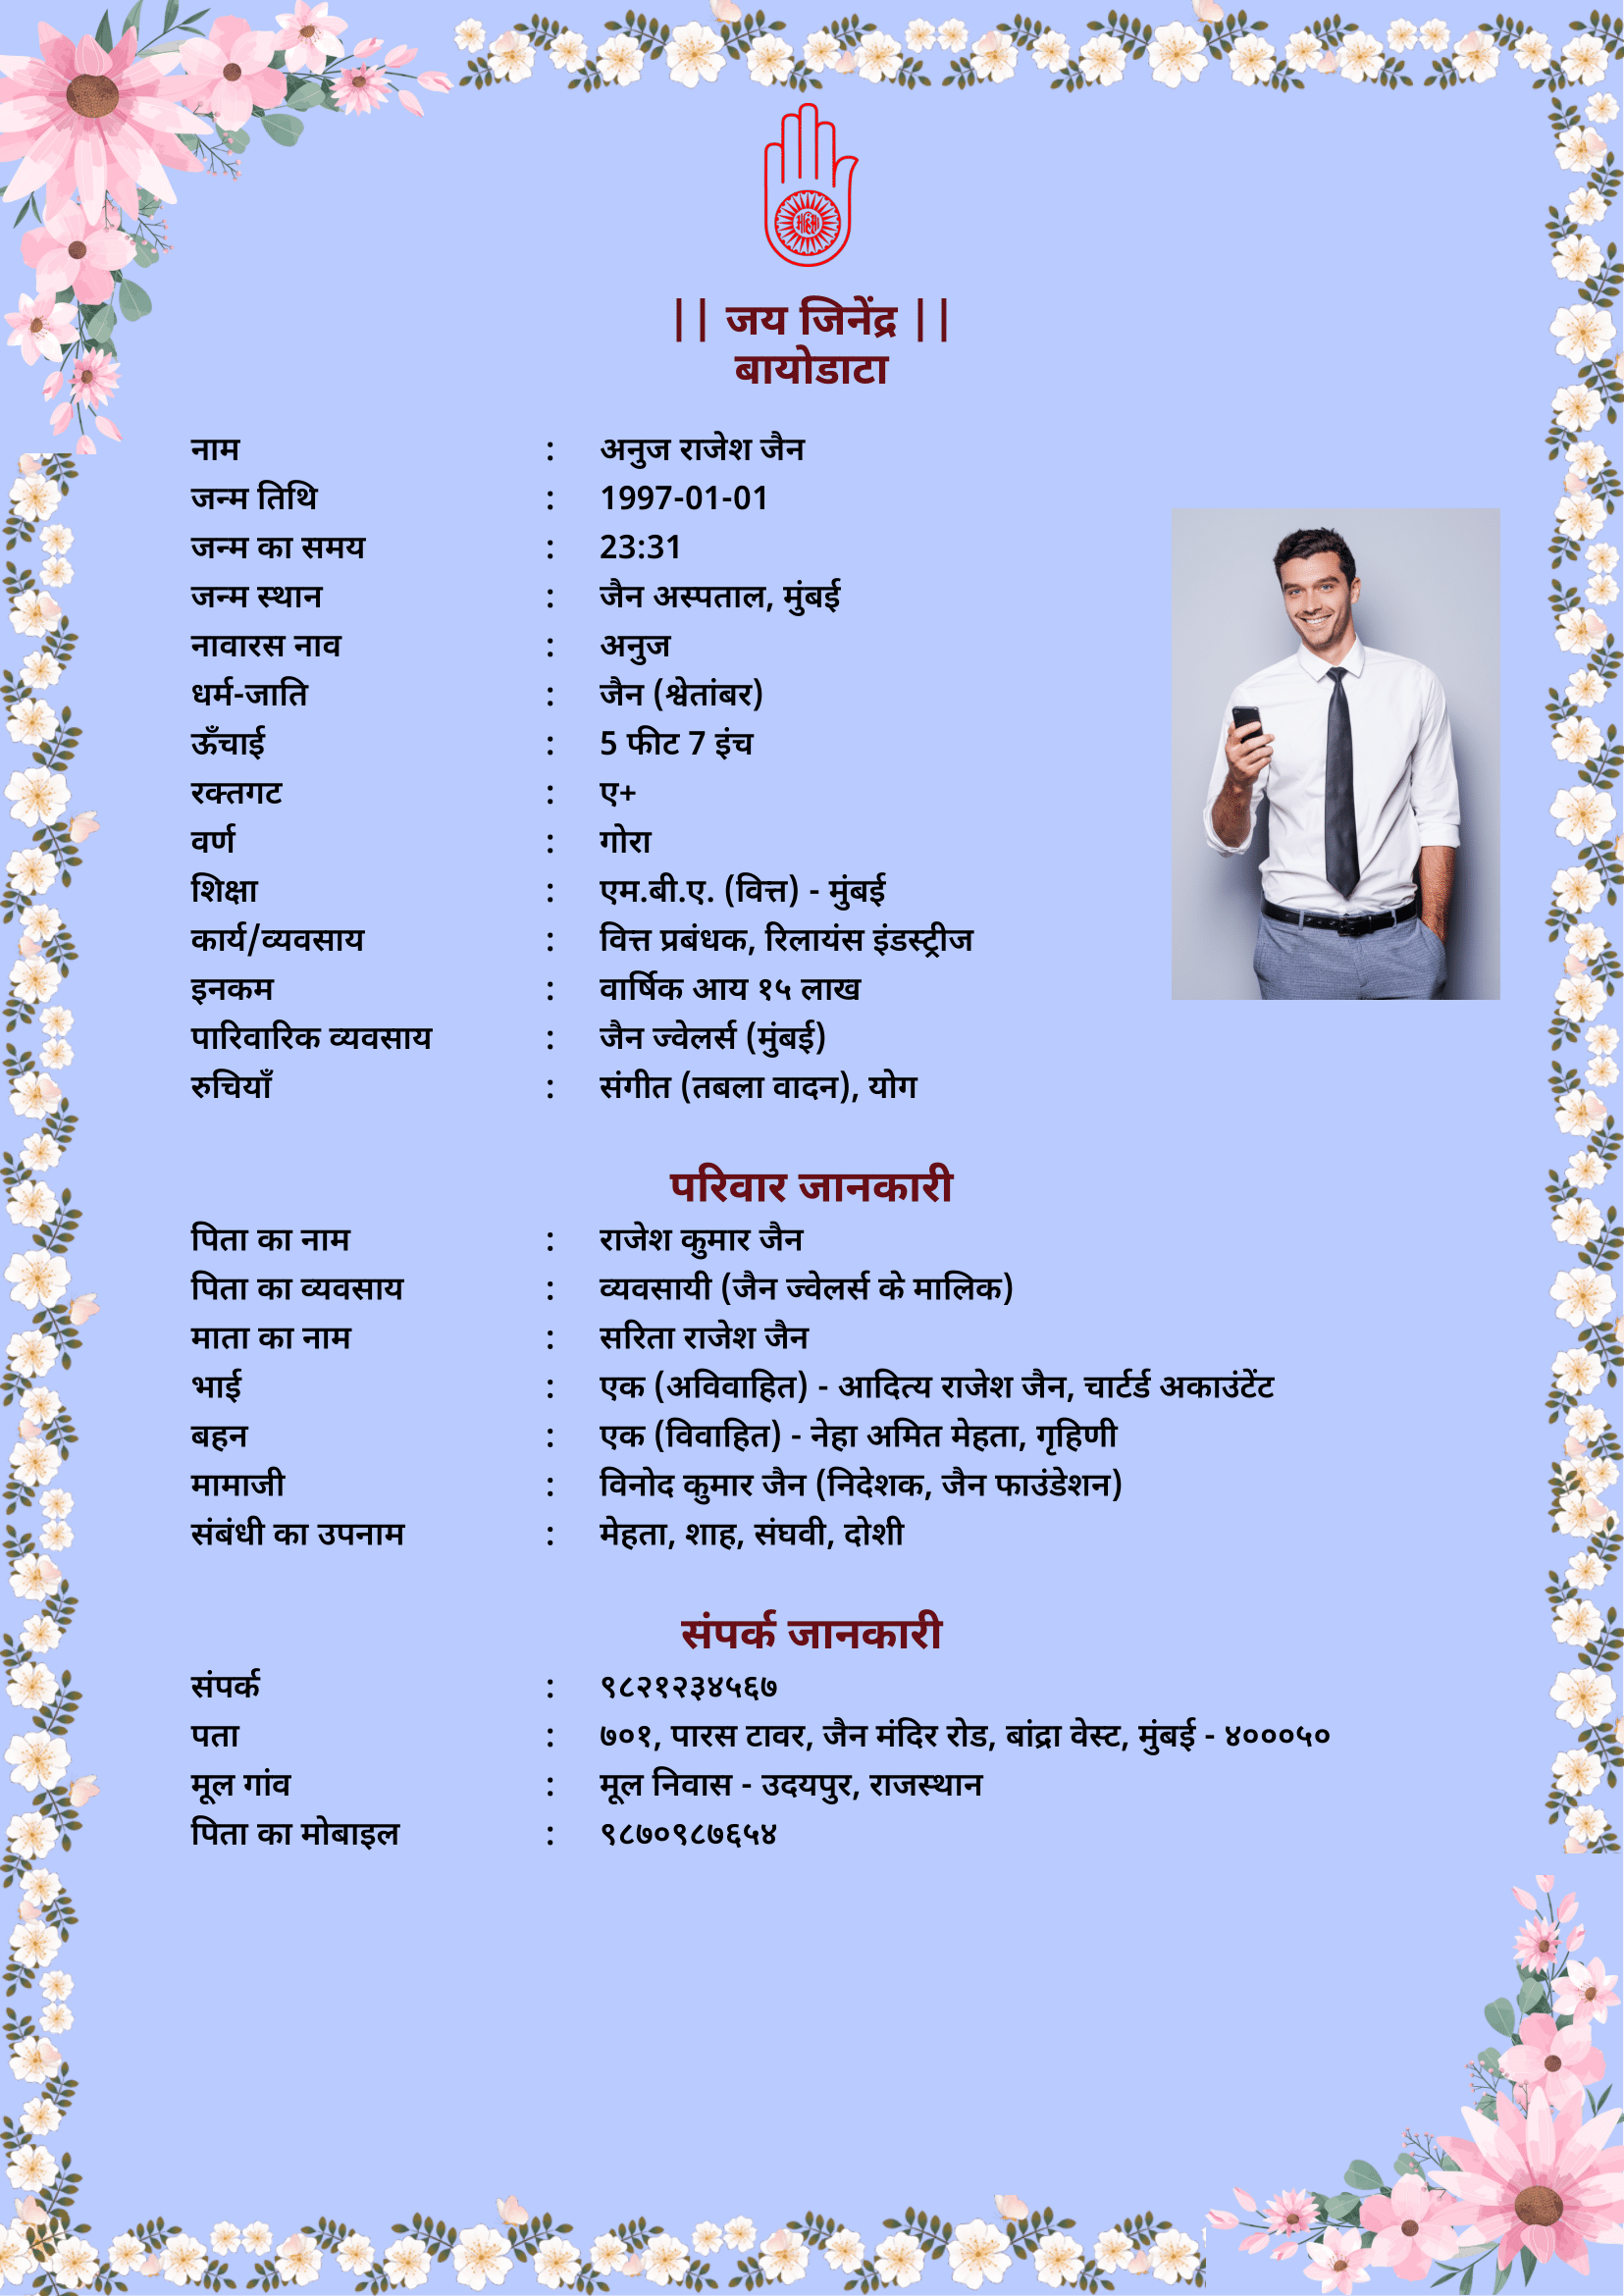 || जय जिनेंद्र ||
बायोडाटा
नाम : अनुज राजेश जैन
जन्म तिथि : 1997-01-01
जन्म का समय : 23:31
जन्म स्थान : जैन अस्पताल, मुंबई
नावारस नाव : अनुज
धर्म-जाति : जैन (श्वेतांबर)
ऊँचाई : 5 फीट 7 इंच
रक्तगट : ए+
वर्ण : गोरा
शिक्षा : एम.बी.ए. (वित्त) - मुंबई
कार्य/व्यवसाय : वित्त प्रबंधक, रिलायंस इंडस्ट्रीज
इनकम : वार्षिक आय १५ लाख
पारिवारिक व्यवसाय : जैन ज्वेलर्स (मुंबई)
रुचियाँ : संगीत (तबला वादन), योग
परिवार जानकारी
पिता का नाम : राजेश कुमार जैन
पिता का व्यवसाय : व्यवसायी (जैन ज्वेलर्स के मालिक)
माता का नाम : सरिता राजेश जैन
भाई : एक (अविवाहित) - आदित्य राजेश जैन, चार्टर्ड अकाउंटेंट
बहन : एक (विवाहित) - नेहा अमित मेहता, गृहिणी
मामाजी : विनोद कुमार जैन (निदेशक, जैन फाउंडेशन)
संबंधी का उपनाम : मेहता, शाह, संघवी, दोशी
संपर्क जानकारी
संपर्क : ९८२१२३४५६७
पता : ७०१, पारस टावर, जैन मंदिर रोड, बांद्रा वेस्ट, मुंबई - ४०००५०
मूल गांव : मूल निवास - उदयपुर, राजस्थान
पिता का मोबाइल : ९८७०९८७६५४